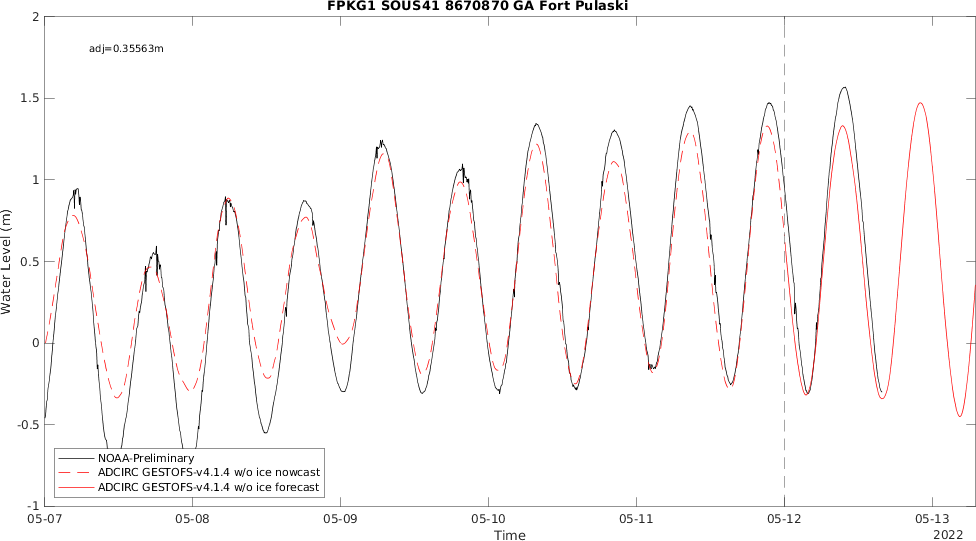 FPKG1 SOUS41 8670870 GA Fort Pulaski
2
adj=0.35563m
1.5
1
0.5
0
-0.5
-1
Water Level (m)
NOAA-Preliminary
ADCIRC GESTOFS-v4.1.4 w/o ice nowcast
ADCIRC GESTOFS-v4.1.4 w/o ice forecast
05-07 05-08 05-09 05-10 05-11 05-12 05-13
Time
2022